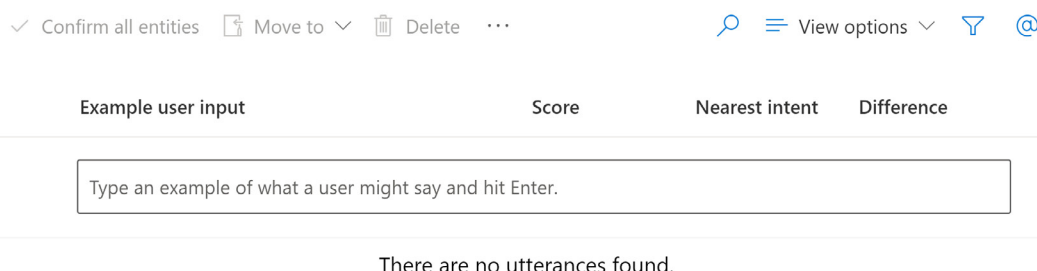 Confirm all entities Move to Delete ... View options @
Example user input Score Nearest intent Difference
Type an example of what a user might say and hit Enter.
There are no utterances found.